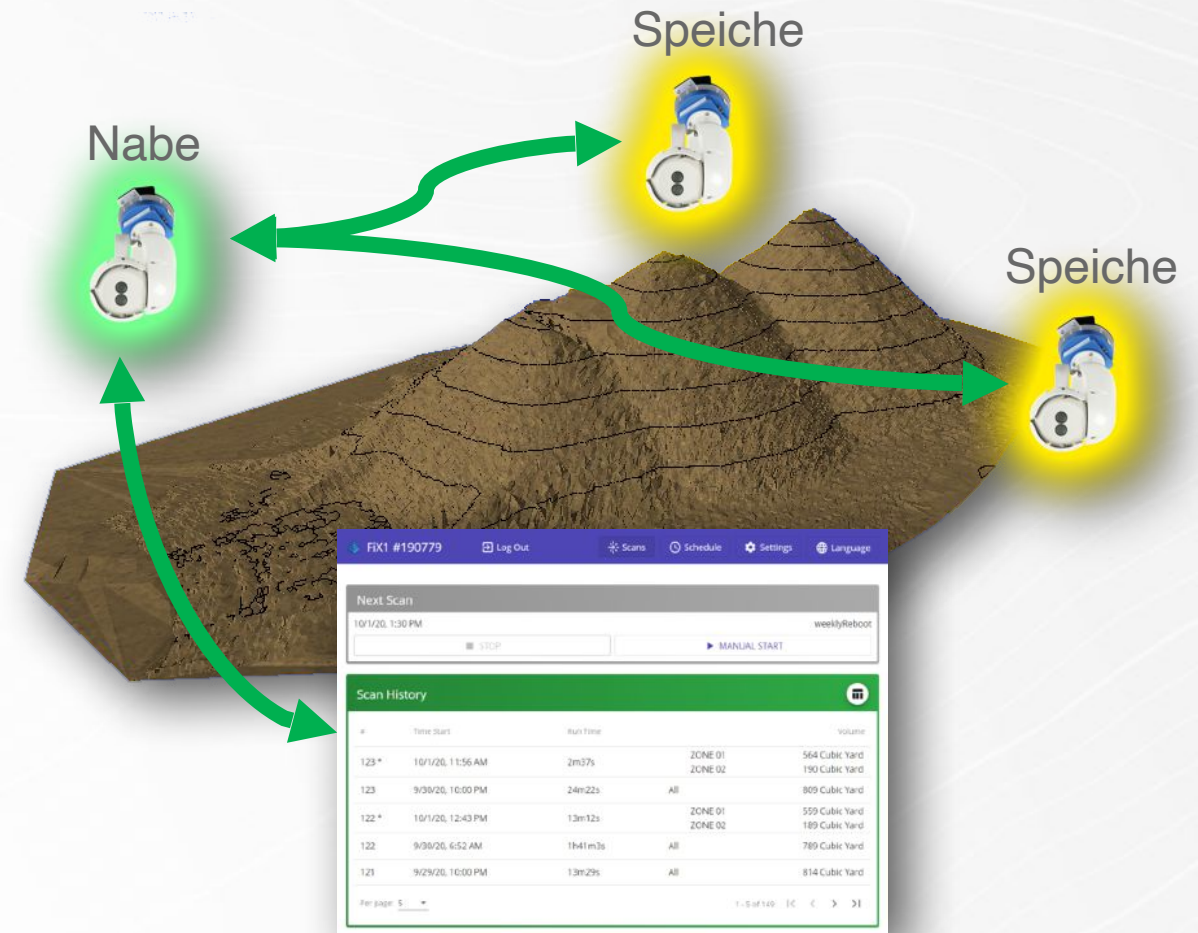 Speiche
Nabe
Speiche
FiX1 #190779 Log Out Scans Schedule Settings Language
Next Scan
10/1/20, 1:30 PM weeklyReboot
STOP MANUAL START
Scan History
# Time Start Run Time Volume
123 * 10/1/20, 11:56 AM 2m37s ZONE 01 564 Cubic Yard
ZONE 02 190 Cubic Yard
123 9/30/20, 10:00 PM 24m22s All 809 Cubic Yard
122 * 10/1/20, 12:43 PM 13m12s ZONE 01 559 Cubic Yard
ZONE 02 189 Cubic Yard
122 9/30/20, 6:52 AM 1h41m3s All 789 Cubic Yard
121 9/29/20, 10:00 PM 13m29s All 814 Cubic Yard
Per page: 5 1 - 5 of 149